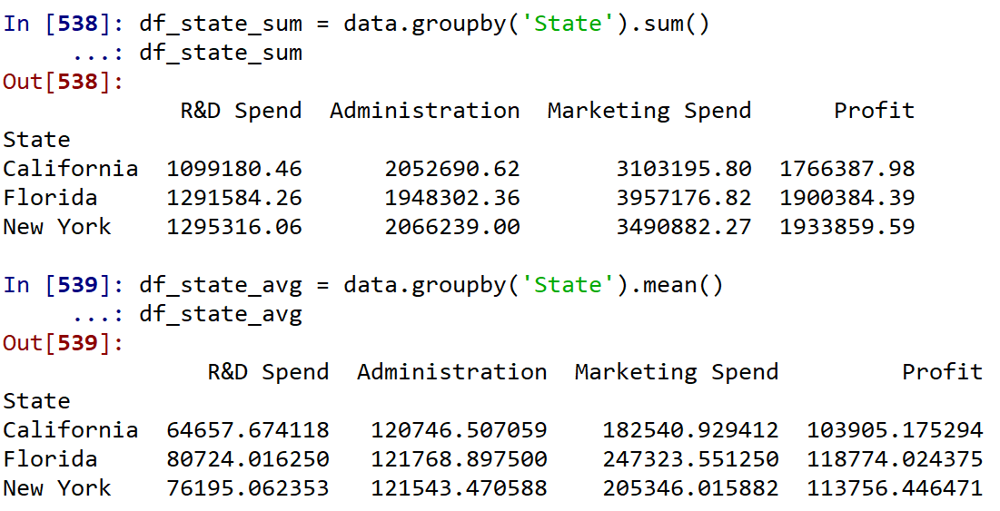 In [538]: df_state_sum = data.groupby('State').sum()
...: df_state_sum
Out[538]:
R&D Spend  Administration  Marketing Spend  Profit
State
California  1099180.46  2052690.62  3103195.80  1766387.98
Florida  1291584.26  1948302.36  3957176.82  1900384.39
New York  1295316.06  2066239.00  3490882.27  1933859.59
In [539]: df_state_avg = data.groupby('State').mean()
...: df_state_avg
Out[539]:
R&D Spend  Administration  Marketing Spend  Profit
State
California  64657.674118  120746.507059  182540.929412  103905.175294
Florida  80724.016250  121768.897500  247323.551250  118774.024375
New York  76195.062353  121543.470588  205346.015882  113756.446471